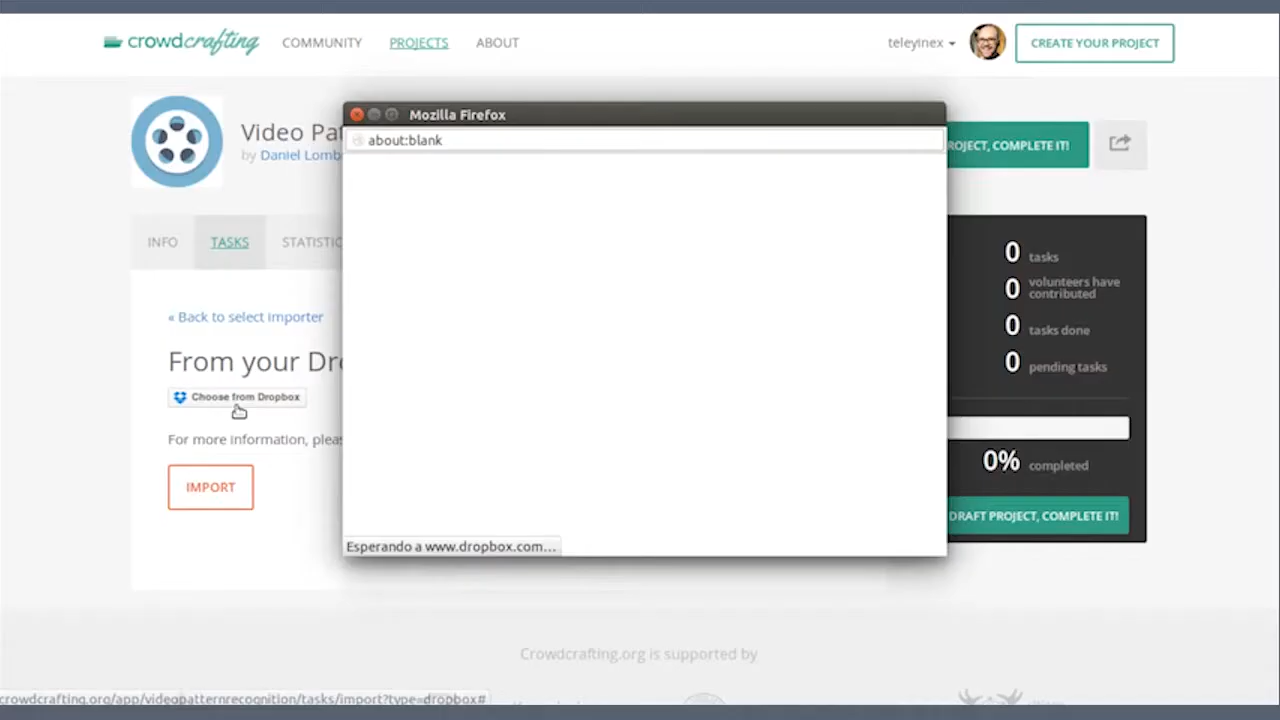 crowdcrafting COMMUNITY PROJECTS ABOUT teleyinex CREATE YOUR PROJECT
Mozilla Firefox
about:blank
Video Pat
by Daniel Lomb
ROJECT, COMPLETE IT!
INFO TASKS STATISTIC
0 tasks
0 volunteers have
contributed
0 tasks done
0 pending tasks
« Back to select importer
From your Dro
Choose from Dropbox
For more information, pleas
IMPORT
0% completed
DRAFT PROJECT, COMPLETE IT!
Esperando a www.dropbox.com...
Crowdcrafting.org is supported by
crowdcrafting.org/app/videopatternrecognition/tasks/import?type=dropbox#